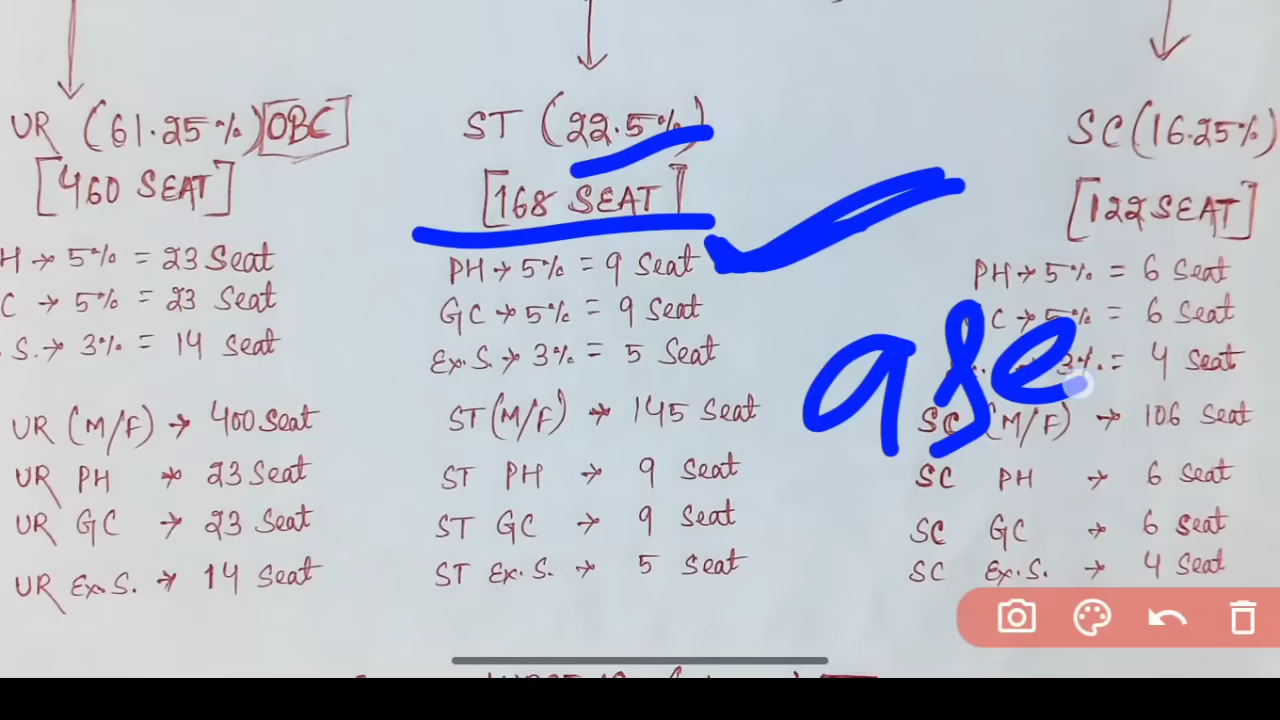 UR (61.25%) OBC
[460 SEAT]
H → 5% = 23 Seat
C → 5% = 23 Seat
S. → 3% = 14 Seat
UR (M/F) → 400 Seat
UR PH → 23 Seat
UR GC → 23 Seat
UR Ex.S. → 14 Seat
ST (22.5%)
[168 SEAT]
PH → 5% = 9 Seat
GC → 5% = 9 Seat
Ex.S. → 3% = 5 Seat
ST (M/F) → 145 Seat
ST PH → 9 Seat
ST GC → 9 Seat
ST Ex.S. → 5 Seat
SC (16.25%)
[122 SEAT]
PH → 5% = 6 Seat
C → 5% = 6 Seat
3% = 4 Seat
SC (M/F) → 106 Seat
SC PH → 6 Seat
SC GC → 6 Seat
SC Ex.S. → 4 Seat